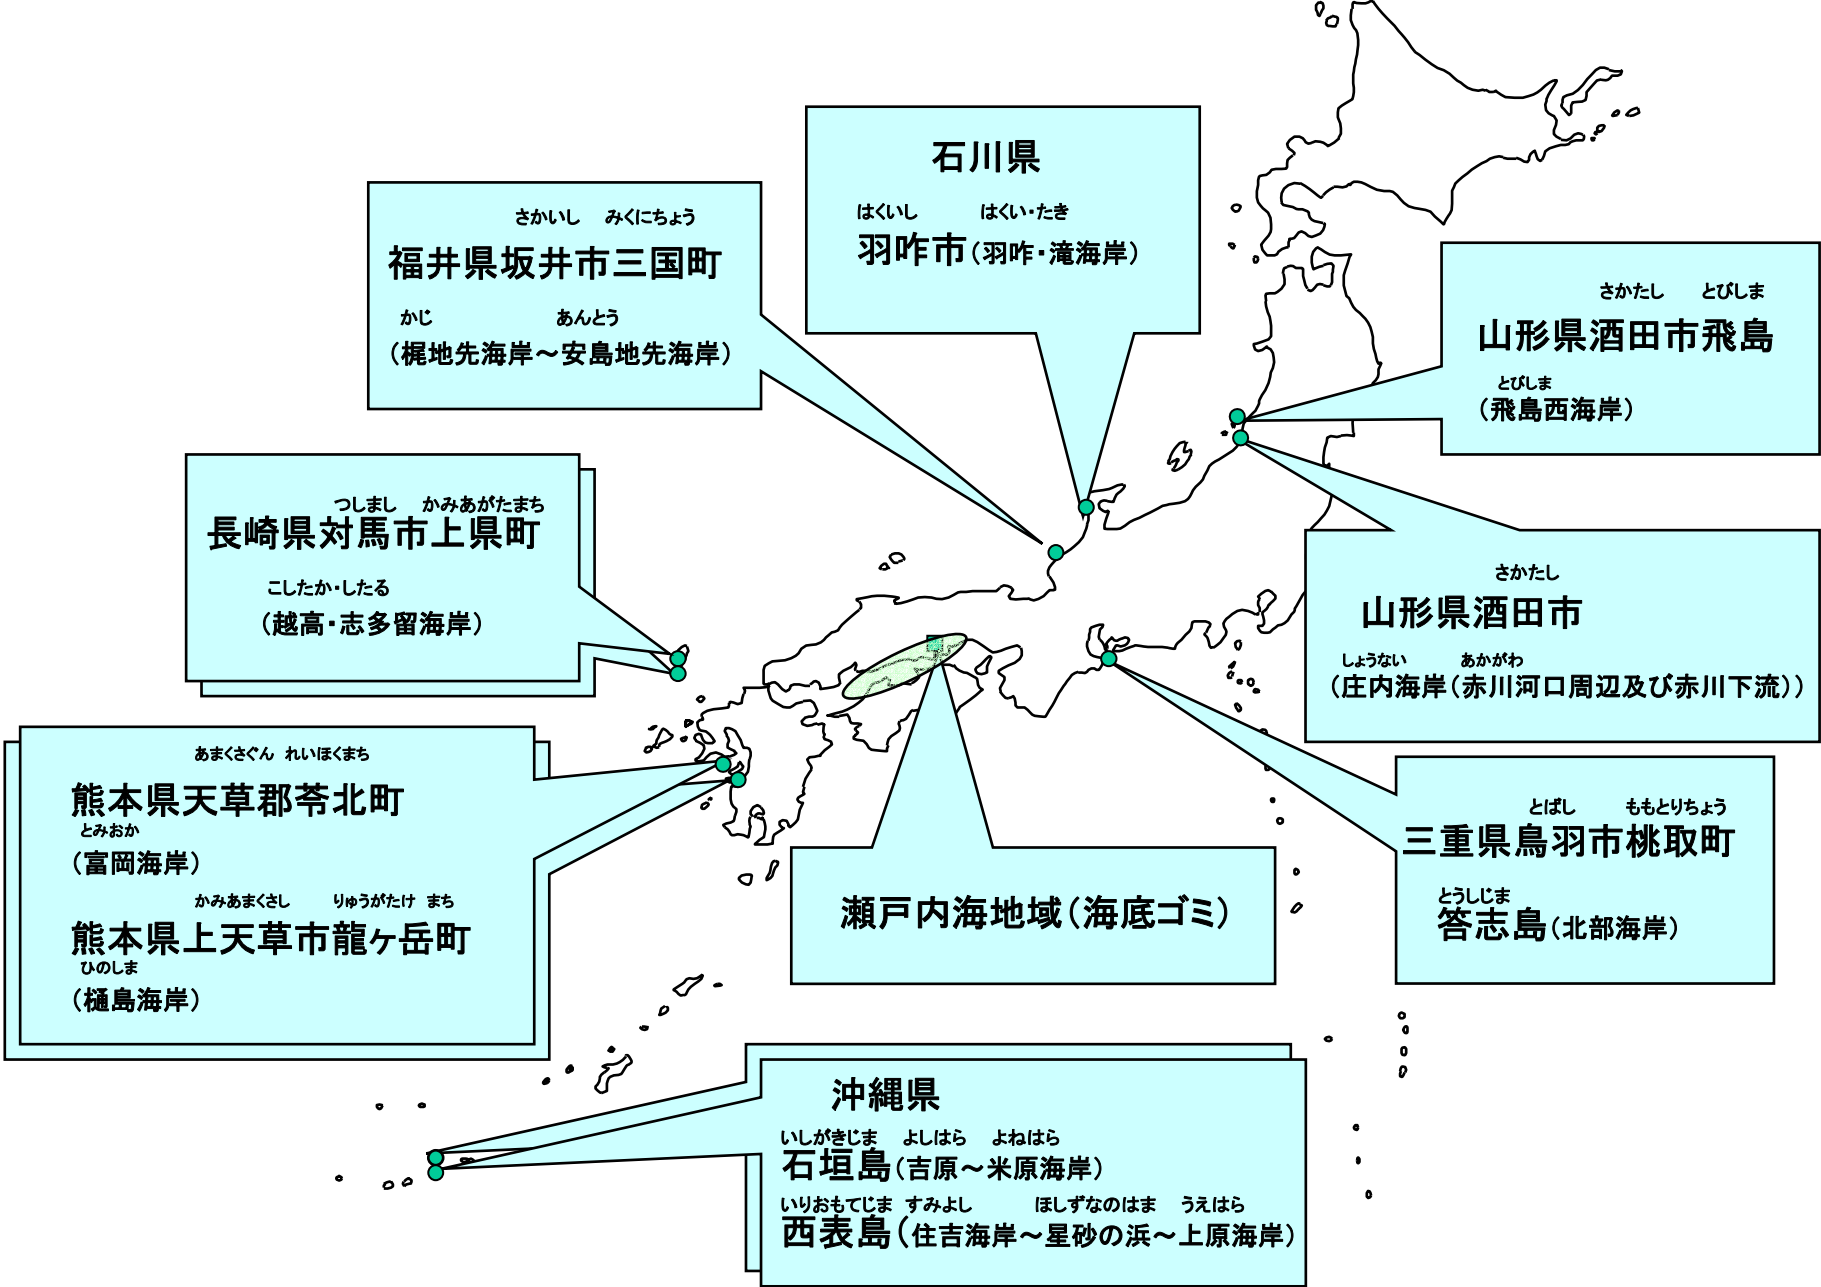 石川県
はくいし　はくい・たき
羽咋市（羽咋・滝海岸）
さかいし　みくにちょう
福井県坂井市三国町
かじ　あんとう
（梶地先海岸～安島地先海岸）
さかたし　とびしま
山形県酒田市飛島
とびしま
（飛島西海岸）
つしまし　かみあがたまち
長崎県対馬市上県町
こしたか・したる
（越高・志多留海岸）
さかたし
山形県酒田市
しょうない　あかがわ
（庄内海岸（赤川河口周辺及び赤川下流））
あまくさぐん　れいほくまち
熊本県天草郡苓北町
とみおか
（富岡海岸）
かみあまくさし　りゅうがたけ　まち
熊本県上天草市龍ヶ岳町
ひのしま
（樋島海岸）
瀬戸内海地域（海底ゴミ）
とばし　ももとりちょう
三重県鳥羽市桃取町
とうしじま
答志島（北部海岸）
沖縄県
いしがきじま　よしはら　よねはら
石垣島（吉原～米原海岸）
いりおもてじま　すみよし　ほしずなのはま　うえはら
西表島（住吉海岸～星砂の浜～上原海岸）